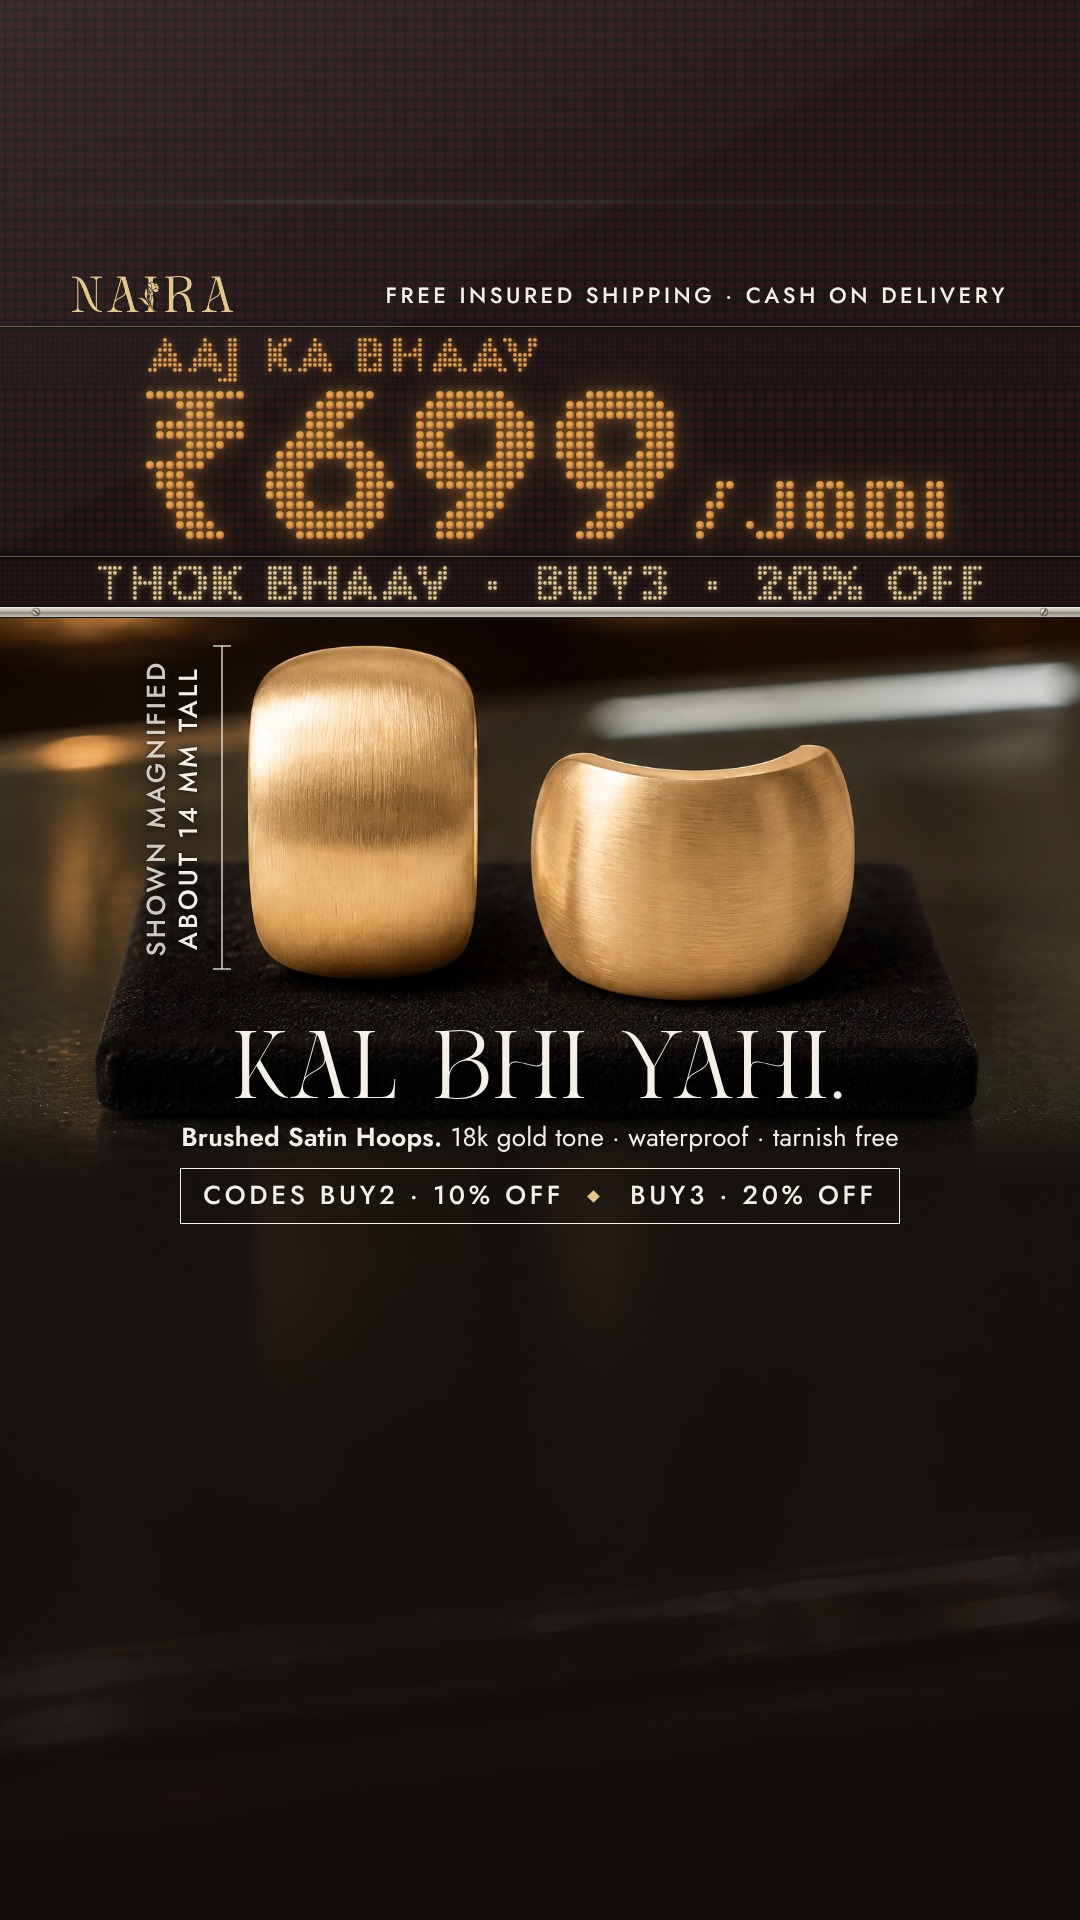 NAIRA
FREE INSURED SHIPPING · CASH ON DELIVERY
AAJ KA BHAAV
₹699/JODI
THOK BHAAV · BUY3 · 20% OFF
SHOWN MAGNIFIED
ABOUT 14 MM TALL
KAL BHI YAHI.
Brushed Satin Hoops. 18k gold tone · waterproof · tarnish free
CODES BUY2 · 10% OFF ◆ BUY3 · 20% OFF